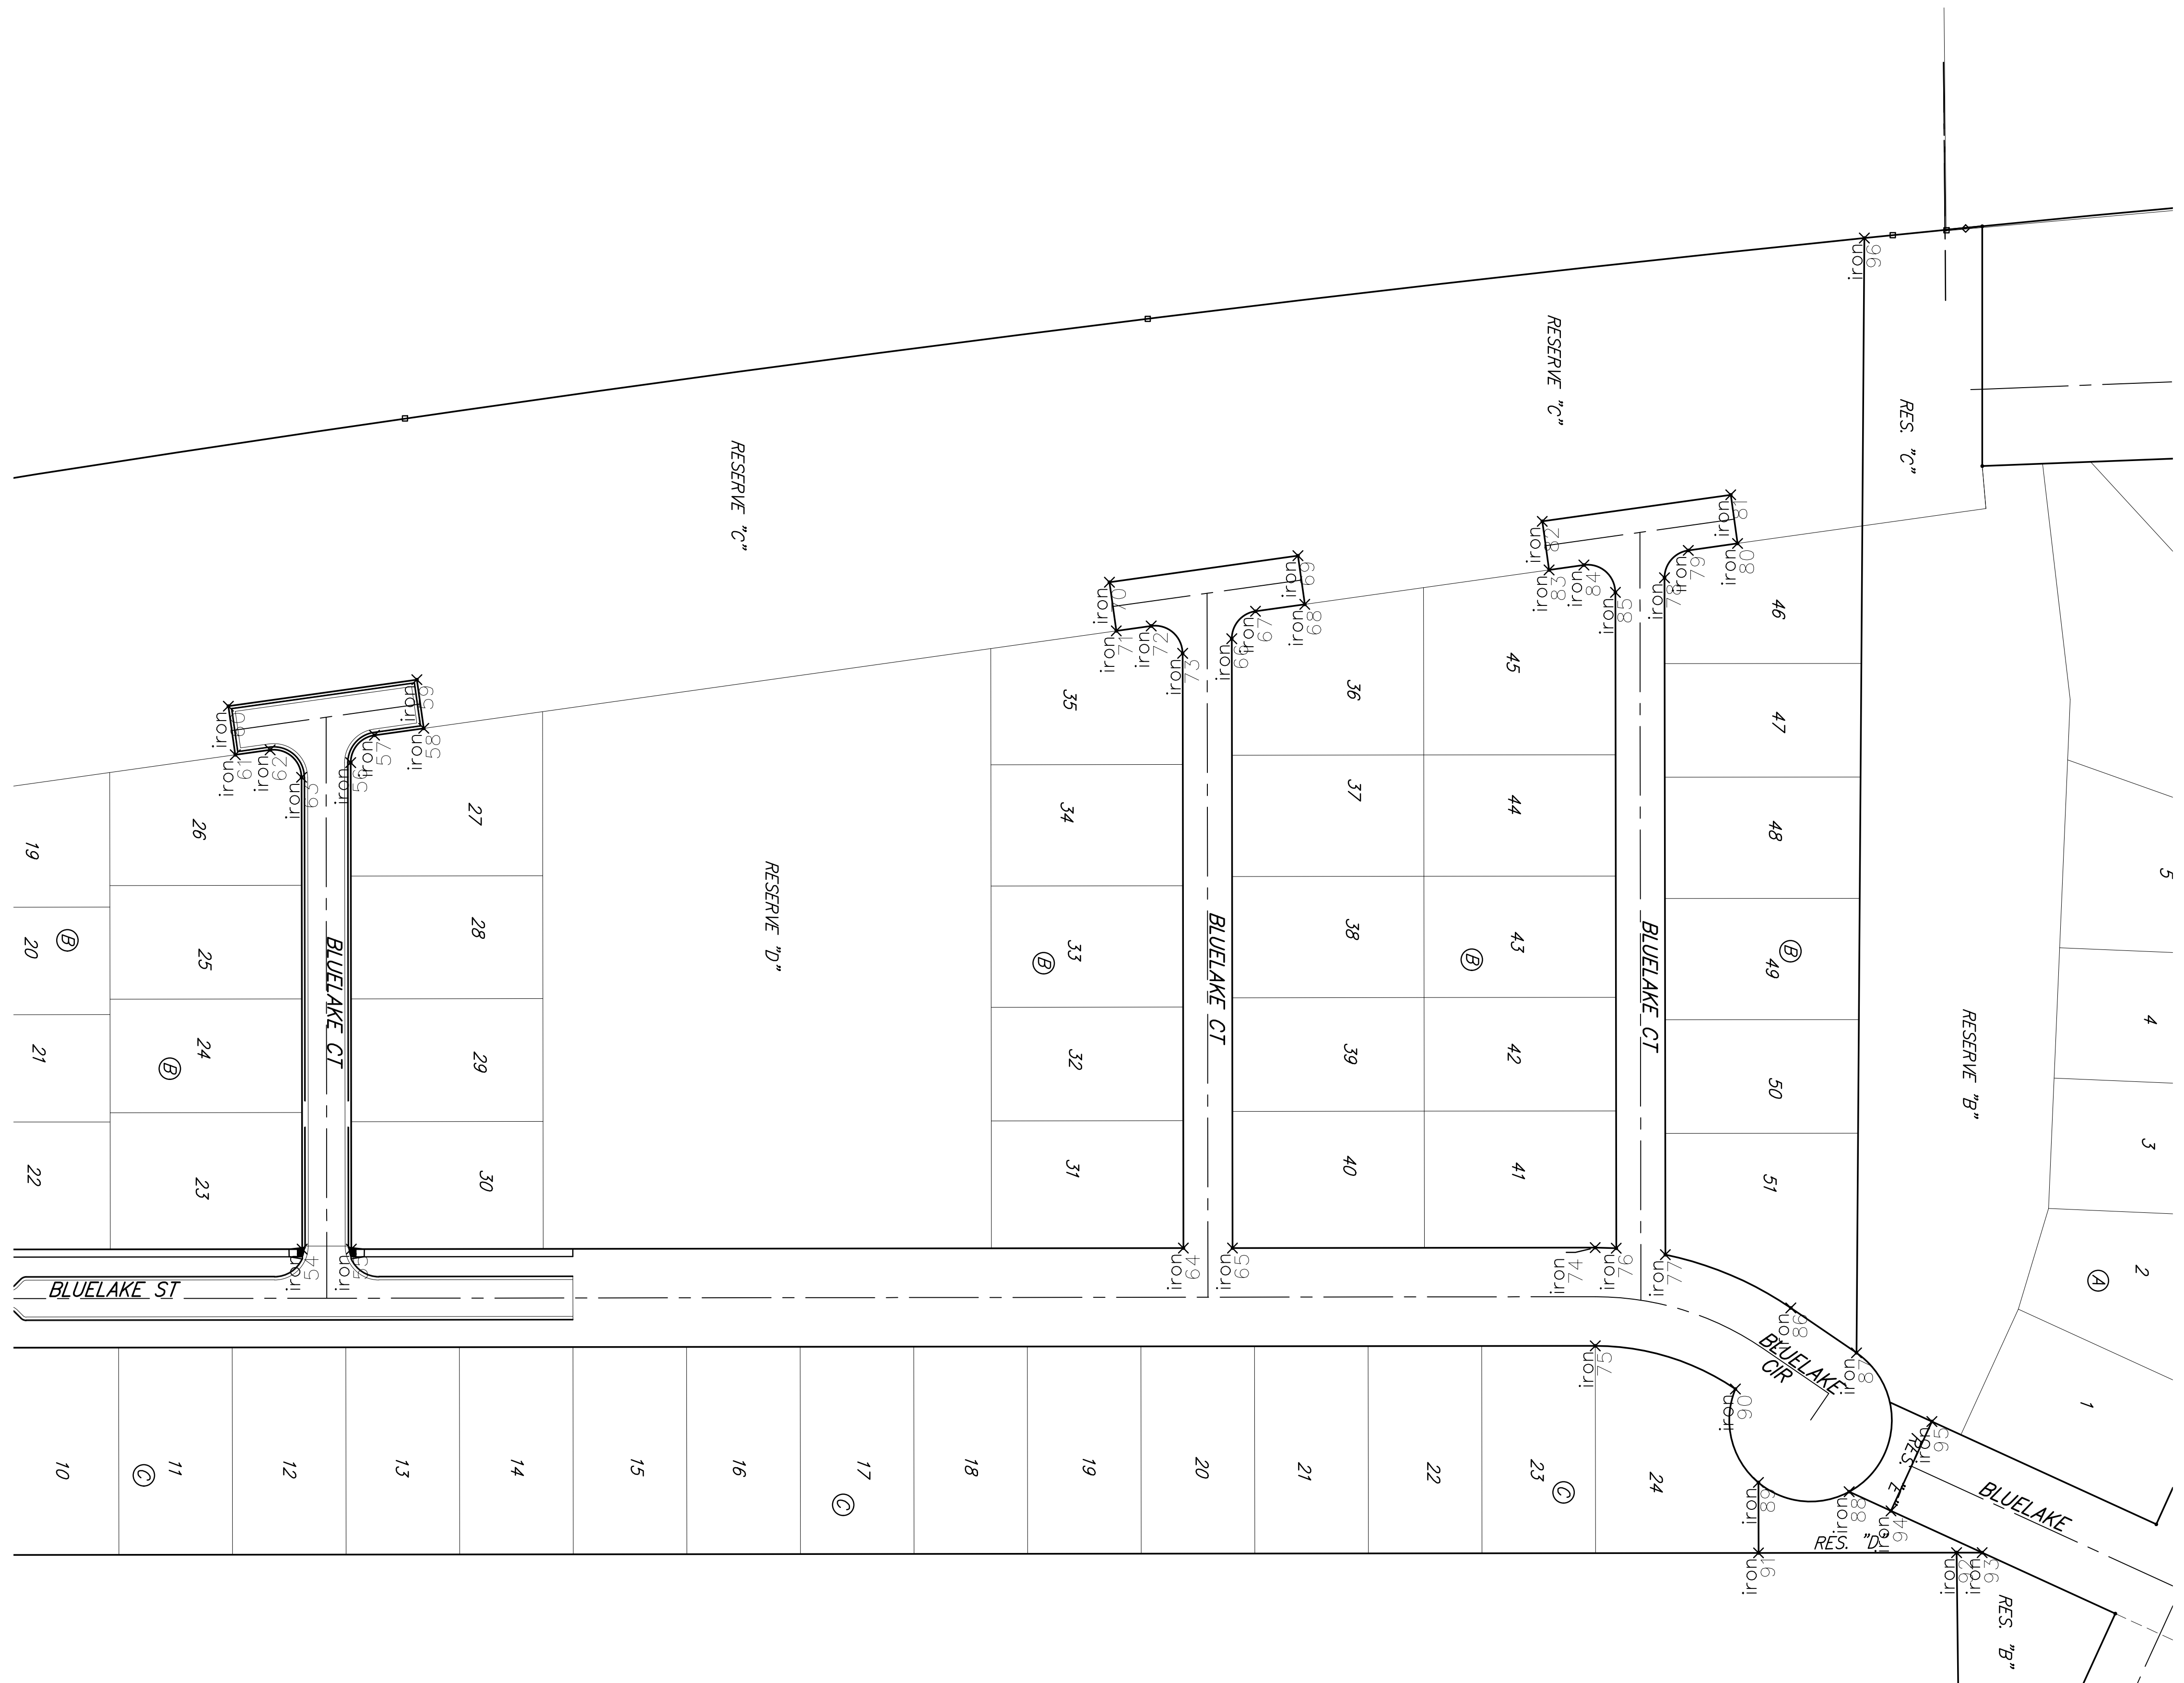 iron 96
RESERVE "C"
RES. "C"
RESERVE "C"
iron 81
iron 82
iron 80
iron 79
iron 78
iron 83
iron 84
iron 85
iron 69
iron 70
iron 68
iron 67
iron 66
iron 71
iron 72
iron 73
iron 59
iron 60
iron 58
iron 57
iron 56
iron 61
iron 62
iron 63
46
47
48
49
50
51
B
45
44
43
42
41
B
36
37
38
39
40
35
34
33
32
31
B
RESERVE "D"
27
28
29
30
26
25
24
23
B
19
20
21
22
B
BLUELAKE CT
BLUELAKE CT
BLUELAKE CT
RESERVE "B"
5
4
3
2
1
A
iron 54
iron 55
iron 64
iron 65
iron 74
iron 76
iron 77
BLUELAKE ST
iron 75
iron 86
iron 87
BLUELAKE
CIR
iron 90
iron 89
iron 88
iron 95
iron 94
RES. "E"
BLUELAKE
RES. "D"
iron 91
iron 92
iron 93
RES. "B"
10
11
C
12
13
14
15
16
17
C
18
19
20
21
22
23
C
24